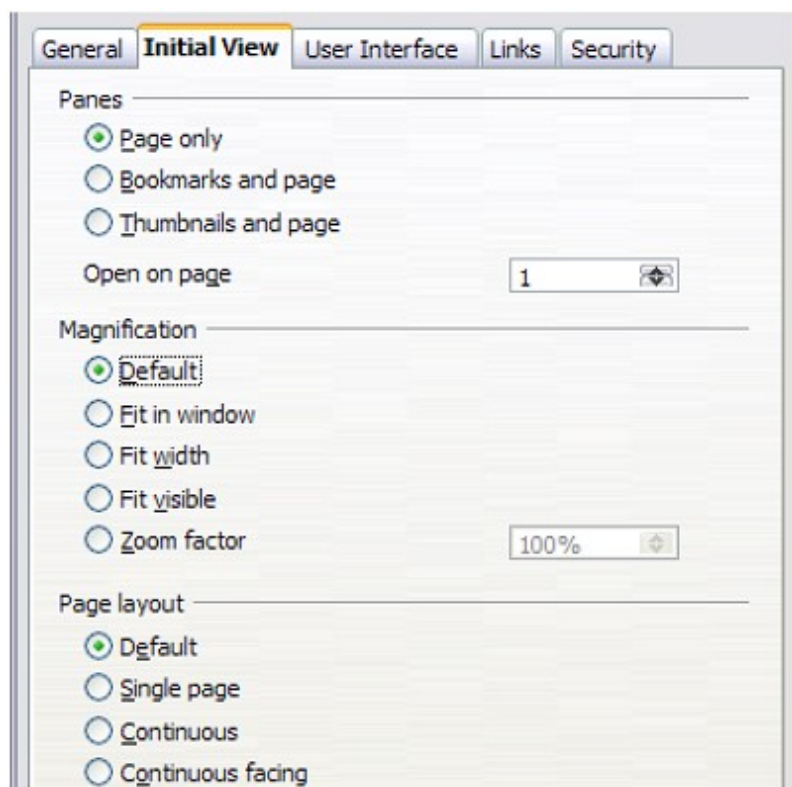 General Initial View User Interface Links Security
Panes
Page only
Bookmarks and page
Thumbnails and page
Open on page 1
Magnification
Default
Fit in window
Fit width
Fit visible
Zoom factor 100%
Page layout
Default
Single page
Continuous
Continuous facing